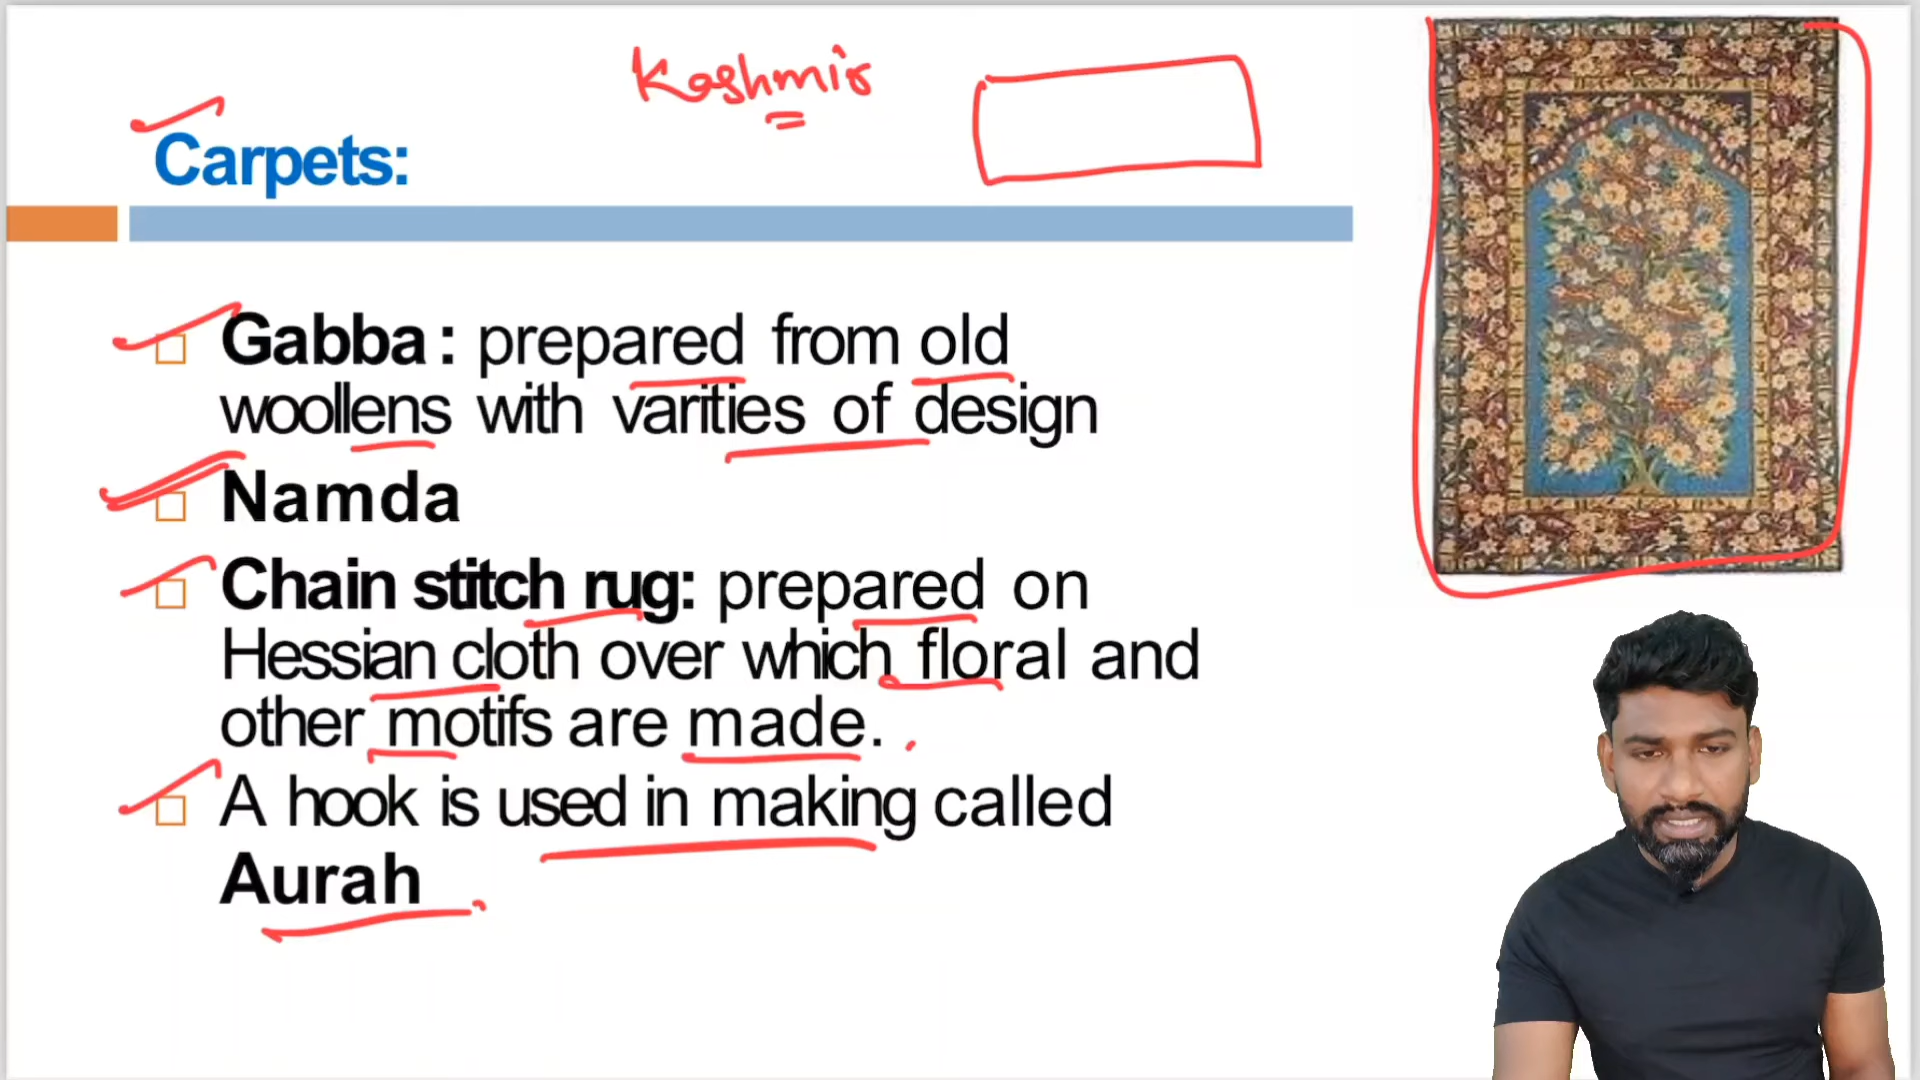 Kashmir
Carpets:
Gabba : prepared from old
woollens with varities of design
Namda
Chain stitch rug: prepared on
Hessian cloth over which floral and
other motifs are made.
A hook is used in making called
Aurah